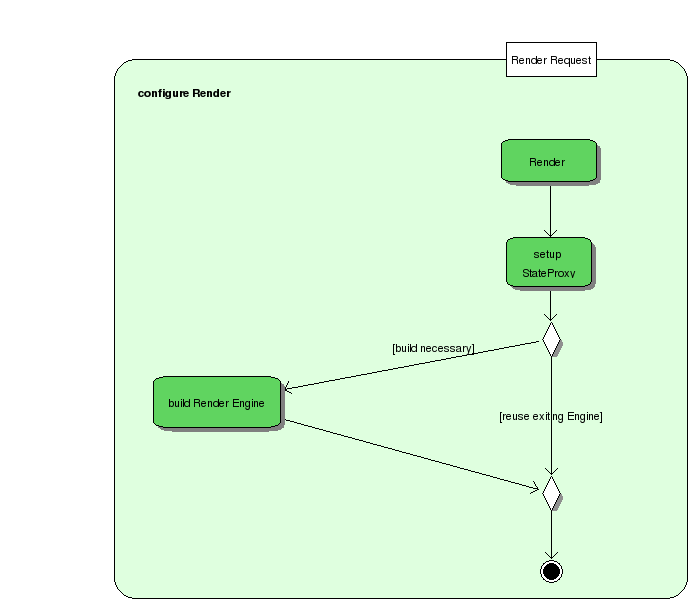 Render Request
configure Render
Render
setup
StateProxy
[build necessary]
build Render Engine
[reuse exiting Engine]